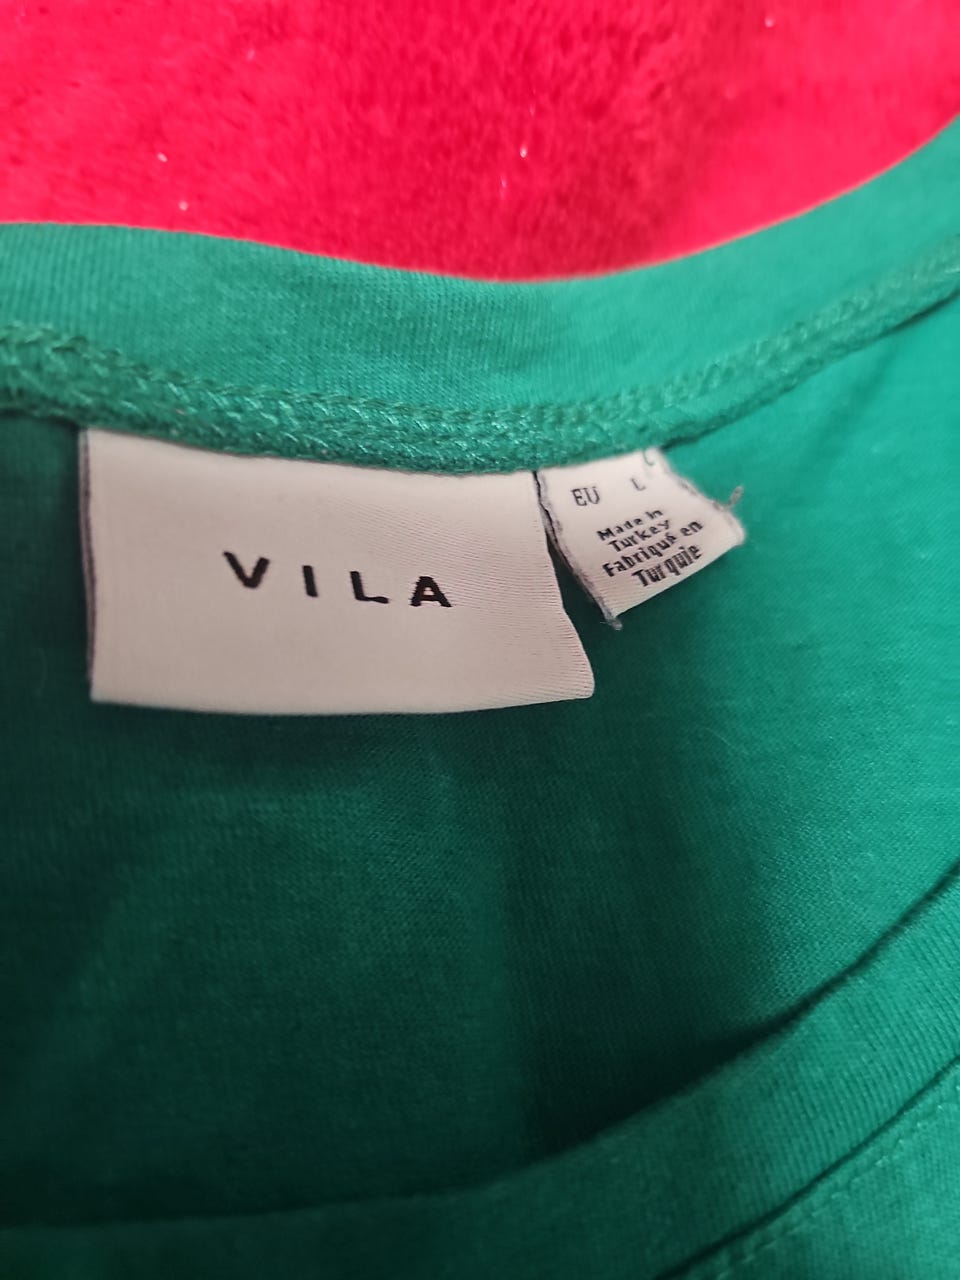 VILA
EU L
Made in
Turkey
Fabriqué en
Turquie